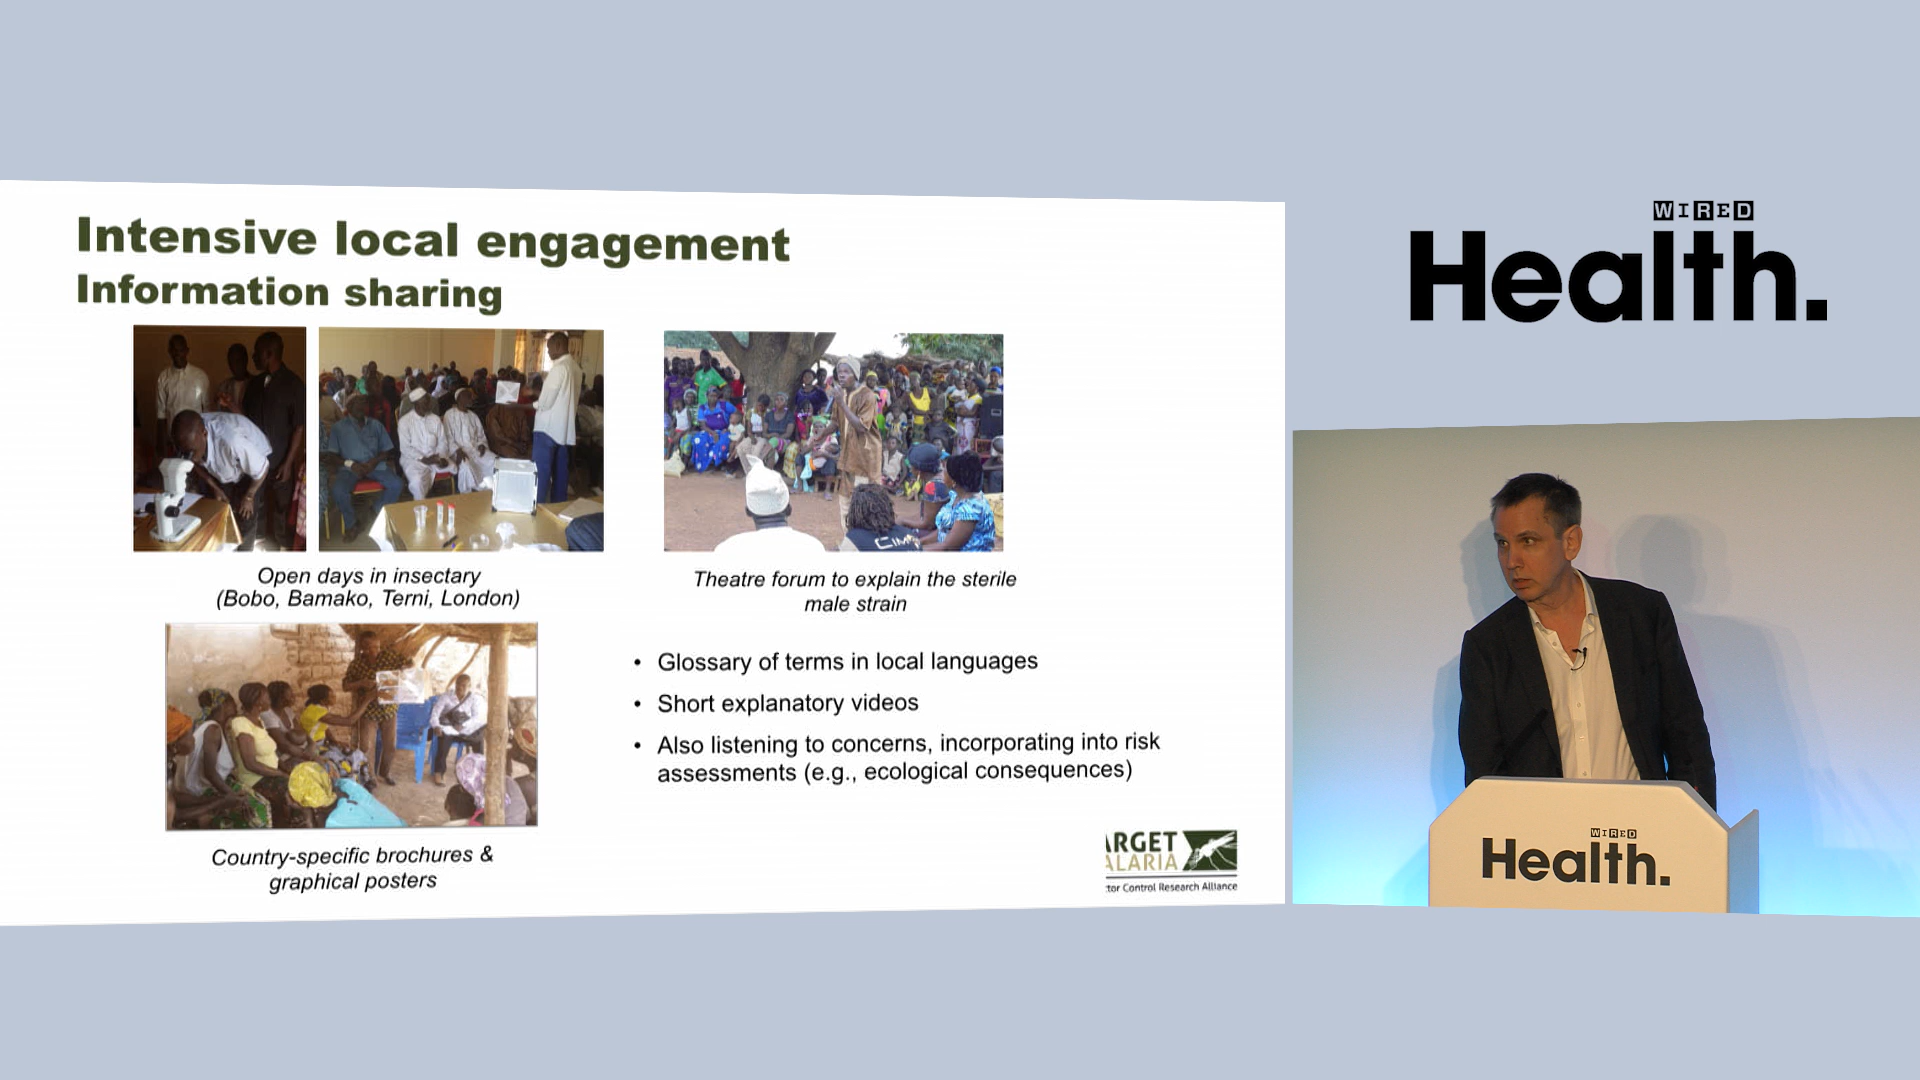 Intensive local engagement
Information sharing
Open days in insectary
(Bobo, Bamako, Terni, London)
Theatre forum to explain the sterile
male strain
Country-specific brochures &
graphical posters
• Glossary of terms in local languages
• Short explanatory videos
• Also listening to concerns, incorporating into risk
assessments (e.g., ecological consequences)
ARGET
ALARIA
tor Control Research Alliance
WIRED
Health.
WIRED
Health.